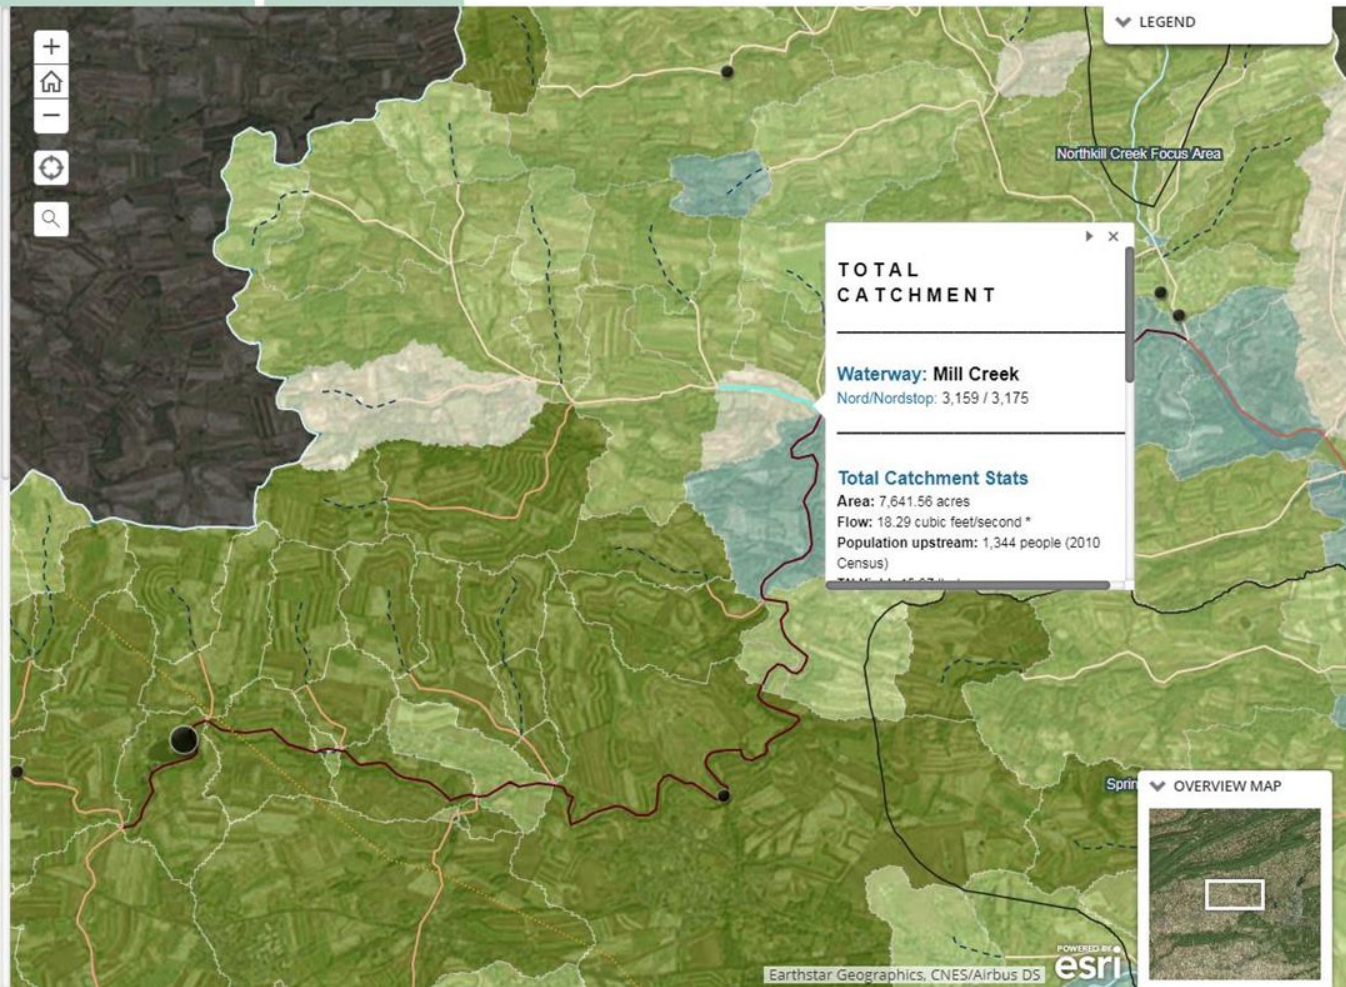 LEGEND
Northkill Creek Focus Area
TOTAL
CATCHMENT
Waterway: Mill Creek
Nord/Nordstop: 3,159 / 3,175
Total Catchment Stats
Area: 7,641.56 acres
Flow: 18.29 cubic feet/second *
Population upstream: 1,344 people (2010
Census)
Sprin
OVERVIEW MAP
POWERED BY
esri
Earthstar Geographics, CNES/Airbus DS